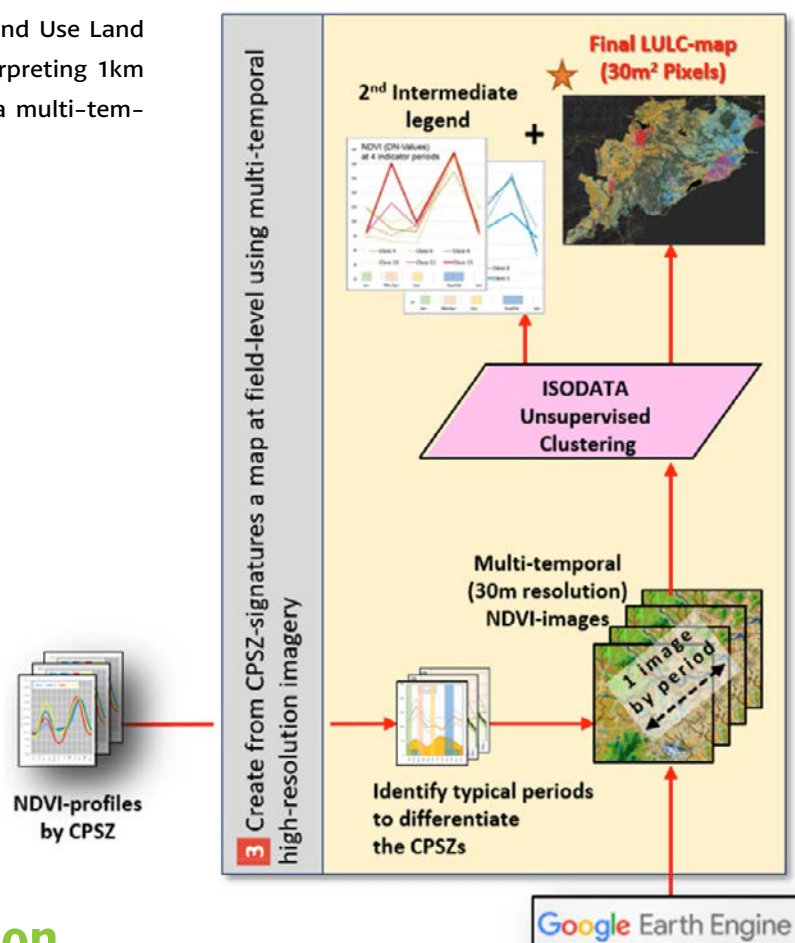 nd Use Land
rpreting 1km
a multi-tem-
3 Create from CPSZ-signatures a map at field-level using multi-temporal
high-resolution imagery
Final LULC-map
(30m² Pixels)
2nd Intermediate
legend
+
NDVI (DN-Values)
at 4 indicator periods
ISODATA
Unsupervised
Clustering
Multi-temporal
(30m resolution)
NDVI-images
1 image
by period
NDVI-profiles
by CPSZ
Identify typical periods
to differentiate
the CPSZs
Google Earth Engine
on